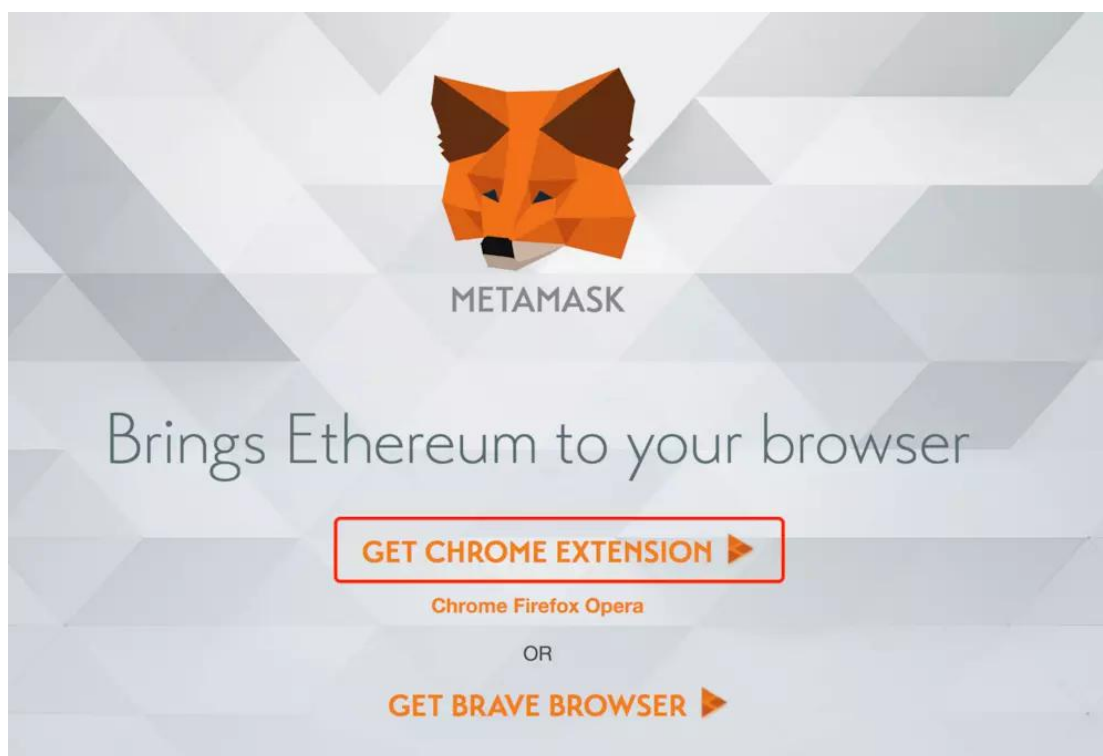 METAMASK
Brings Ethereum to your browser
GET CHROME EXTENSION
Chrome Firefox Opera
OR
GET BRAVE BROWSER